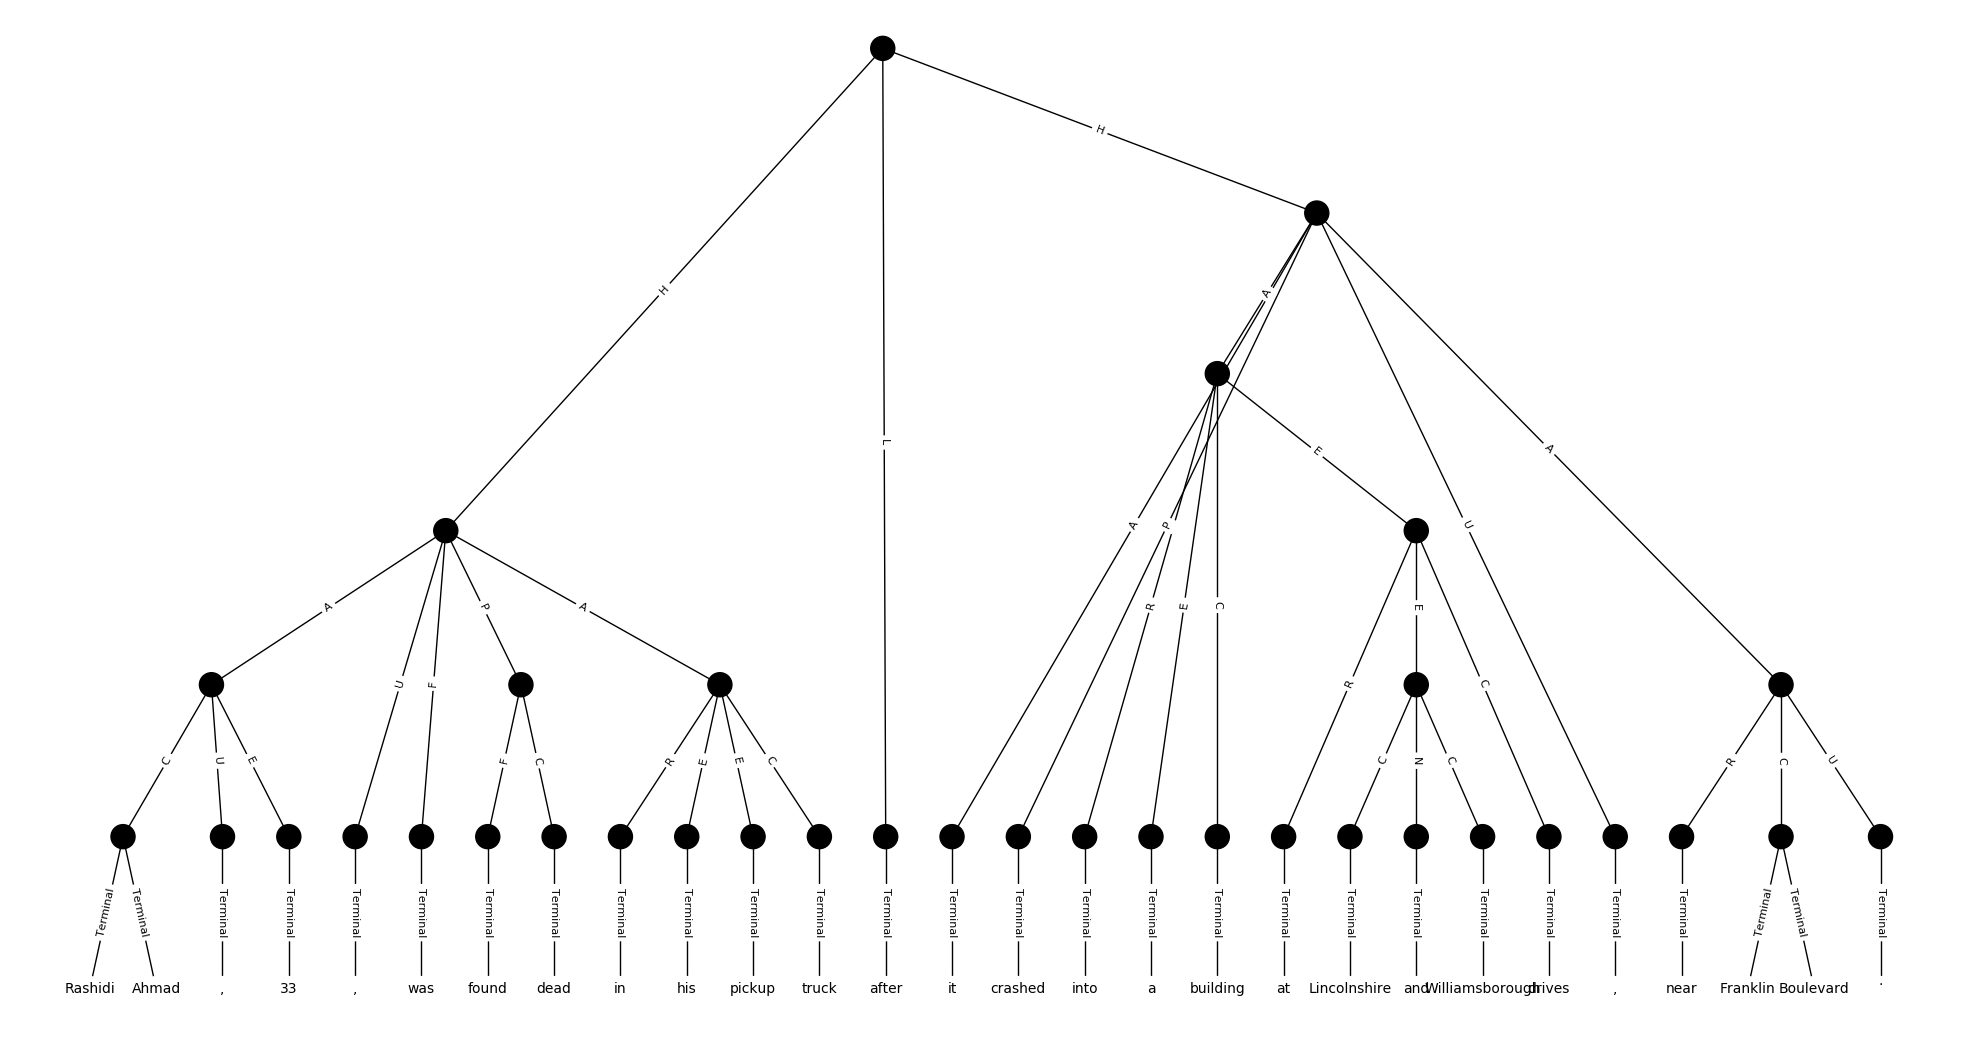 H
H
A
H
L
A
E
A
P
U
A
R
E
C
E
A
P
A
U
F
R
C
C
U
E
F
C
R
E
E
C
C
N
C
R
C
U
Terminal Terminal Terminal Terminal Terminal Terminal Terminal Terminal Terminal Terminal Terminal Terminal Terminal Terminal Terminal Terminal Terminal Terminal Terminal Terminal Terminal Terminal Terminal Terminal Terminal Terminal Terminal Terminal
Rashidi Ahmad , 33 , was found dead in his pickup truck after it crashed into a building at Lincolnshire and Williamsborough drives , near Franklin Boulevard .